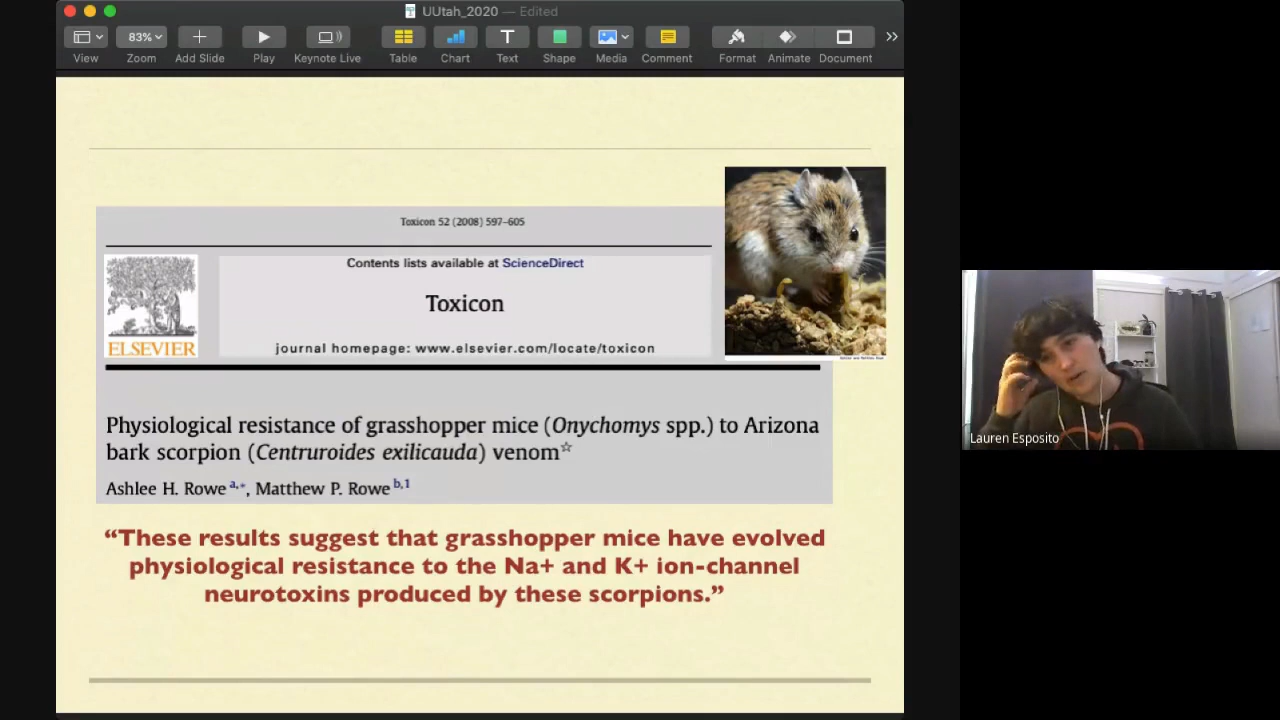 UUtah_2020 — Edited
83%
View
Zoom
Add Slide
Play
Keynote Live
Table
Chart
Text
Shape
Media
Comment
Format
Animate
Document
Toxicon 52 (2008) 597–605
Contents lists available at ScienceDirect
Toxicon
journal homepage: www.elsevier.com/locate/toxicon
ELSEVIER
Physiological resistance of grasshopper mice (Onychomys spp.) to Arizona
bark scorpion (Centruroides exilicauda) venom☆
Ashlee H. Rowe a,*, Matthew P. Rowe b,1
“These results suggest that grasshopper mice have evolved
physiological resistance to the Na+ and K+ ion-channel
neurotoxins produced by these scorpions.”
Lauren Esposito